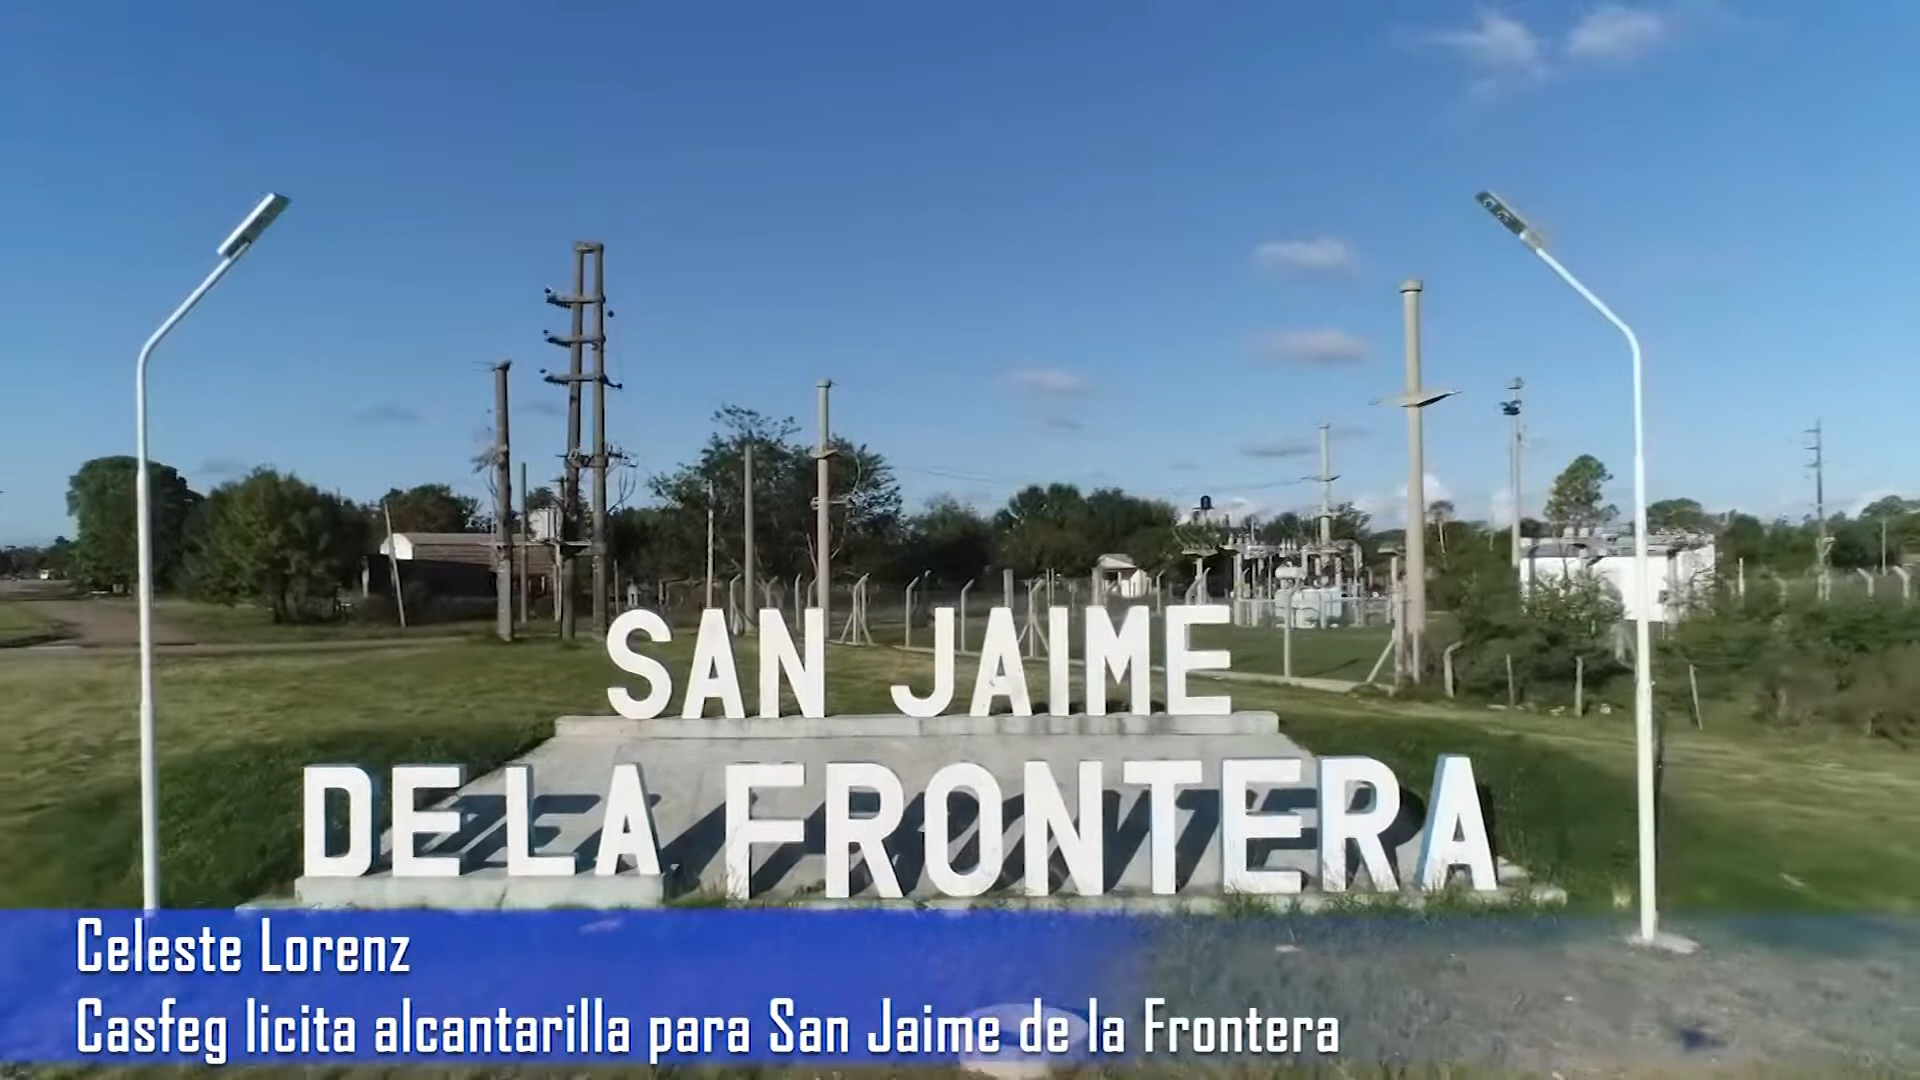 SAN JAIME
DE LA FRONTERA
Celeste Lorenz
Casfeg licita alcantarilla para San Jaime de la Frontera